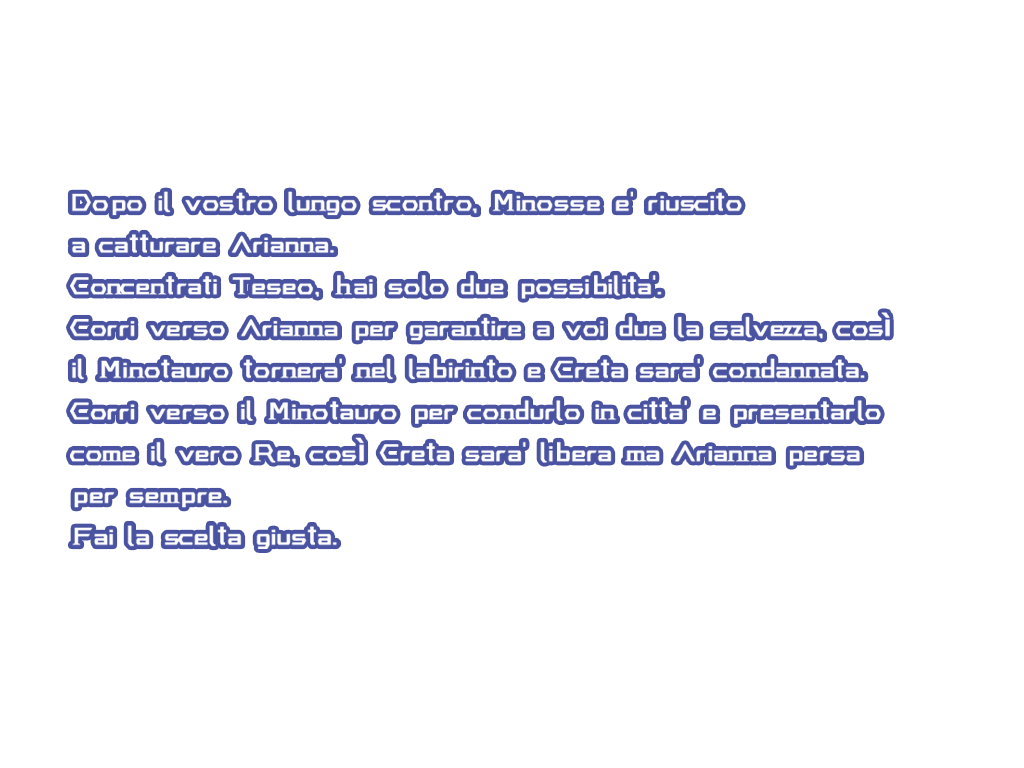 Dopo il vostro lungo scontro, Minosse e' riuscito
a catturare Arianna.
Concentrati Teseo, hai solo due possibilita'.
Corri verso Arianna per garantire a voi due la salvezza, cosÌ
il Minotauro tornera' nel labirinto e Creta sara' condannata.
Corri verso il Minotauro per condurlo in citta' e presentarlo
come il vero Re, cosÌ Creta sara' libera ma Arianna persa
per sempre.
Fai la scelta giusta.